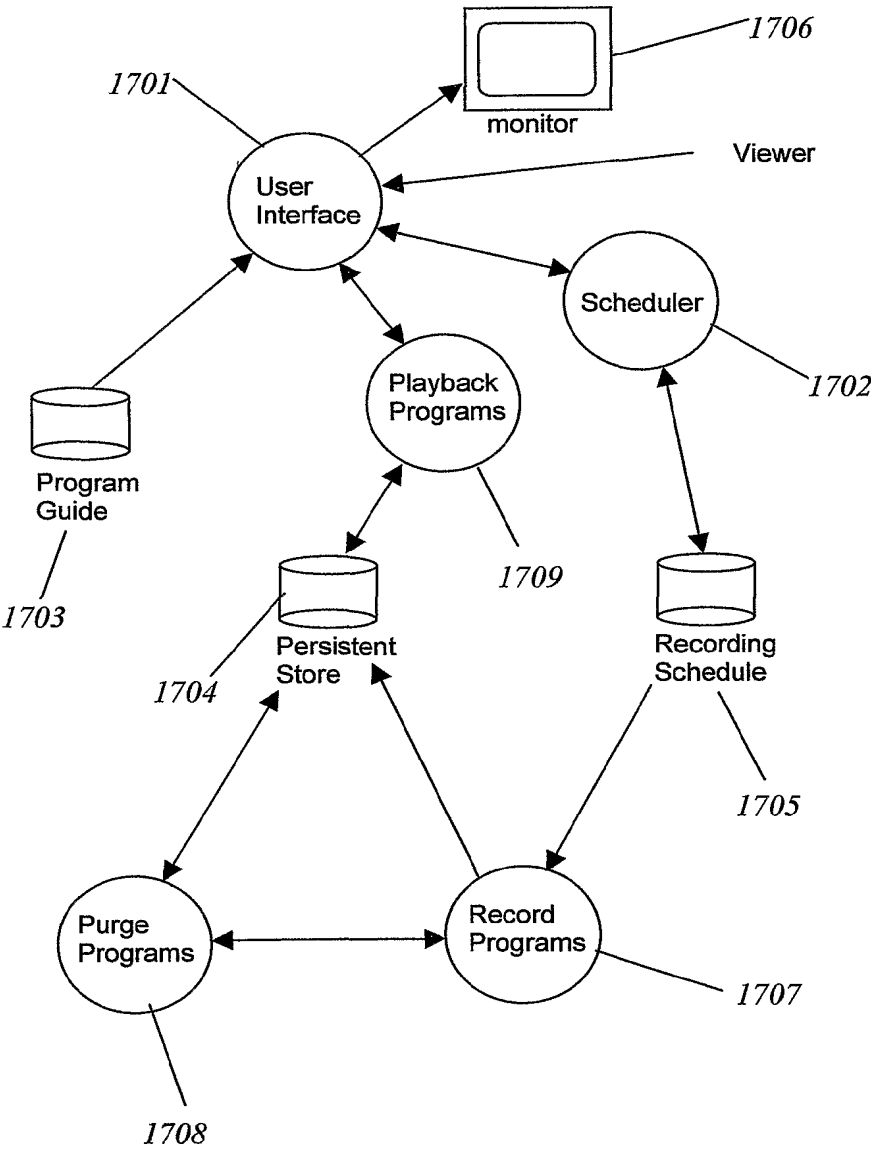 1706
1701
monitor
Viewer
User
Interface
Scheduler
1702
Playback
Programs
Program
Guide
1703
1709
Persistent
Store
1704
Recording
Schedule
1705
Purge
Programs
Record
Programs
1707
1708